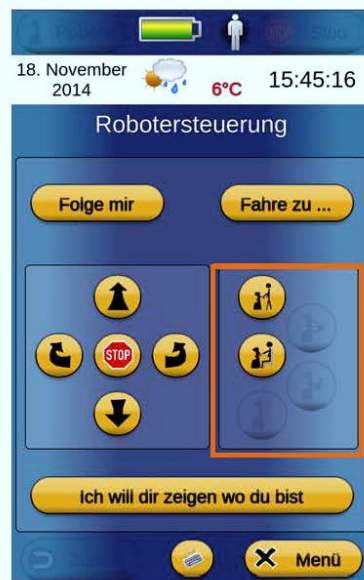 Stop
18. November
2014
6°C
15:45:16
Robotersteuerung
Folge mir
Fahre zu ...
STOP
Ich will dir zeigen wo du bist
Menü